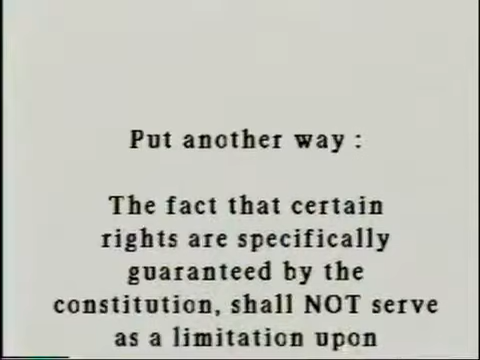 Put another way :
The fact that certain
rights are specifically
guaranteed by the
constitution, shall NOT serve
as a limitation upon